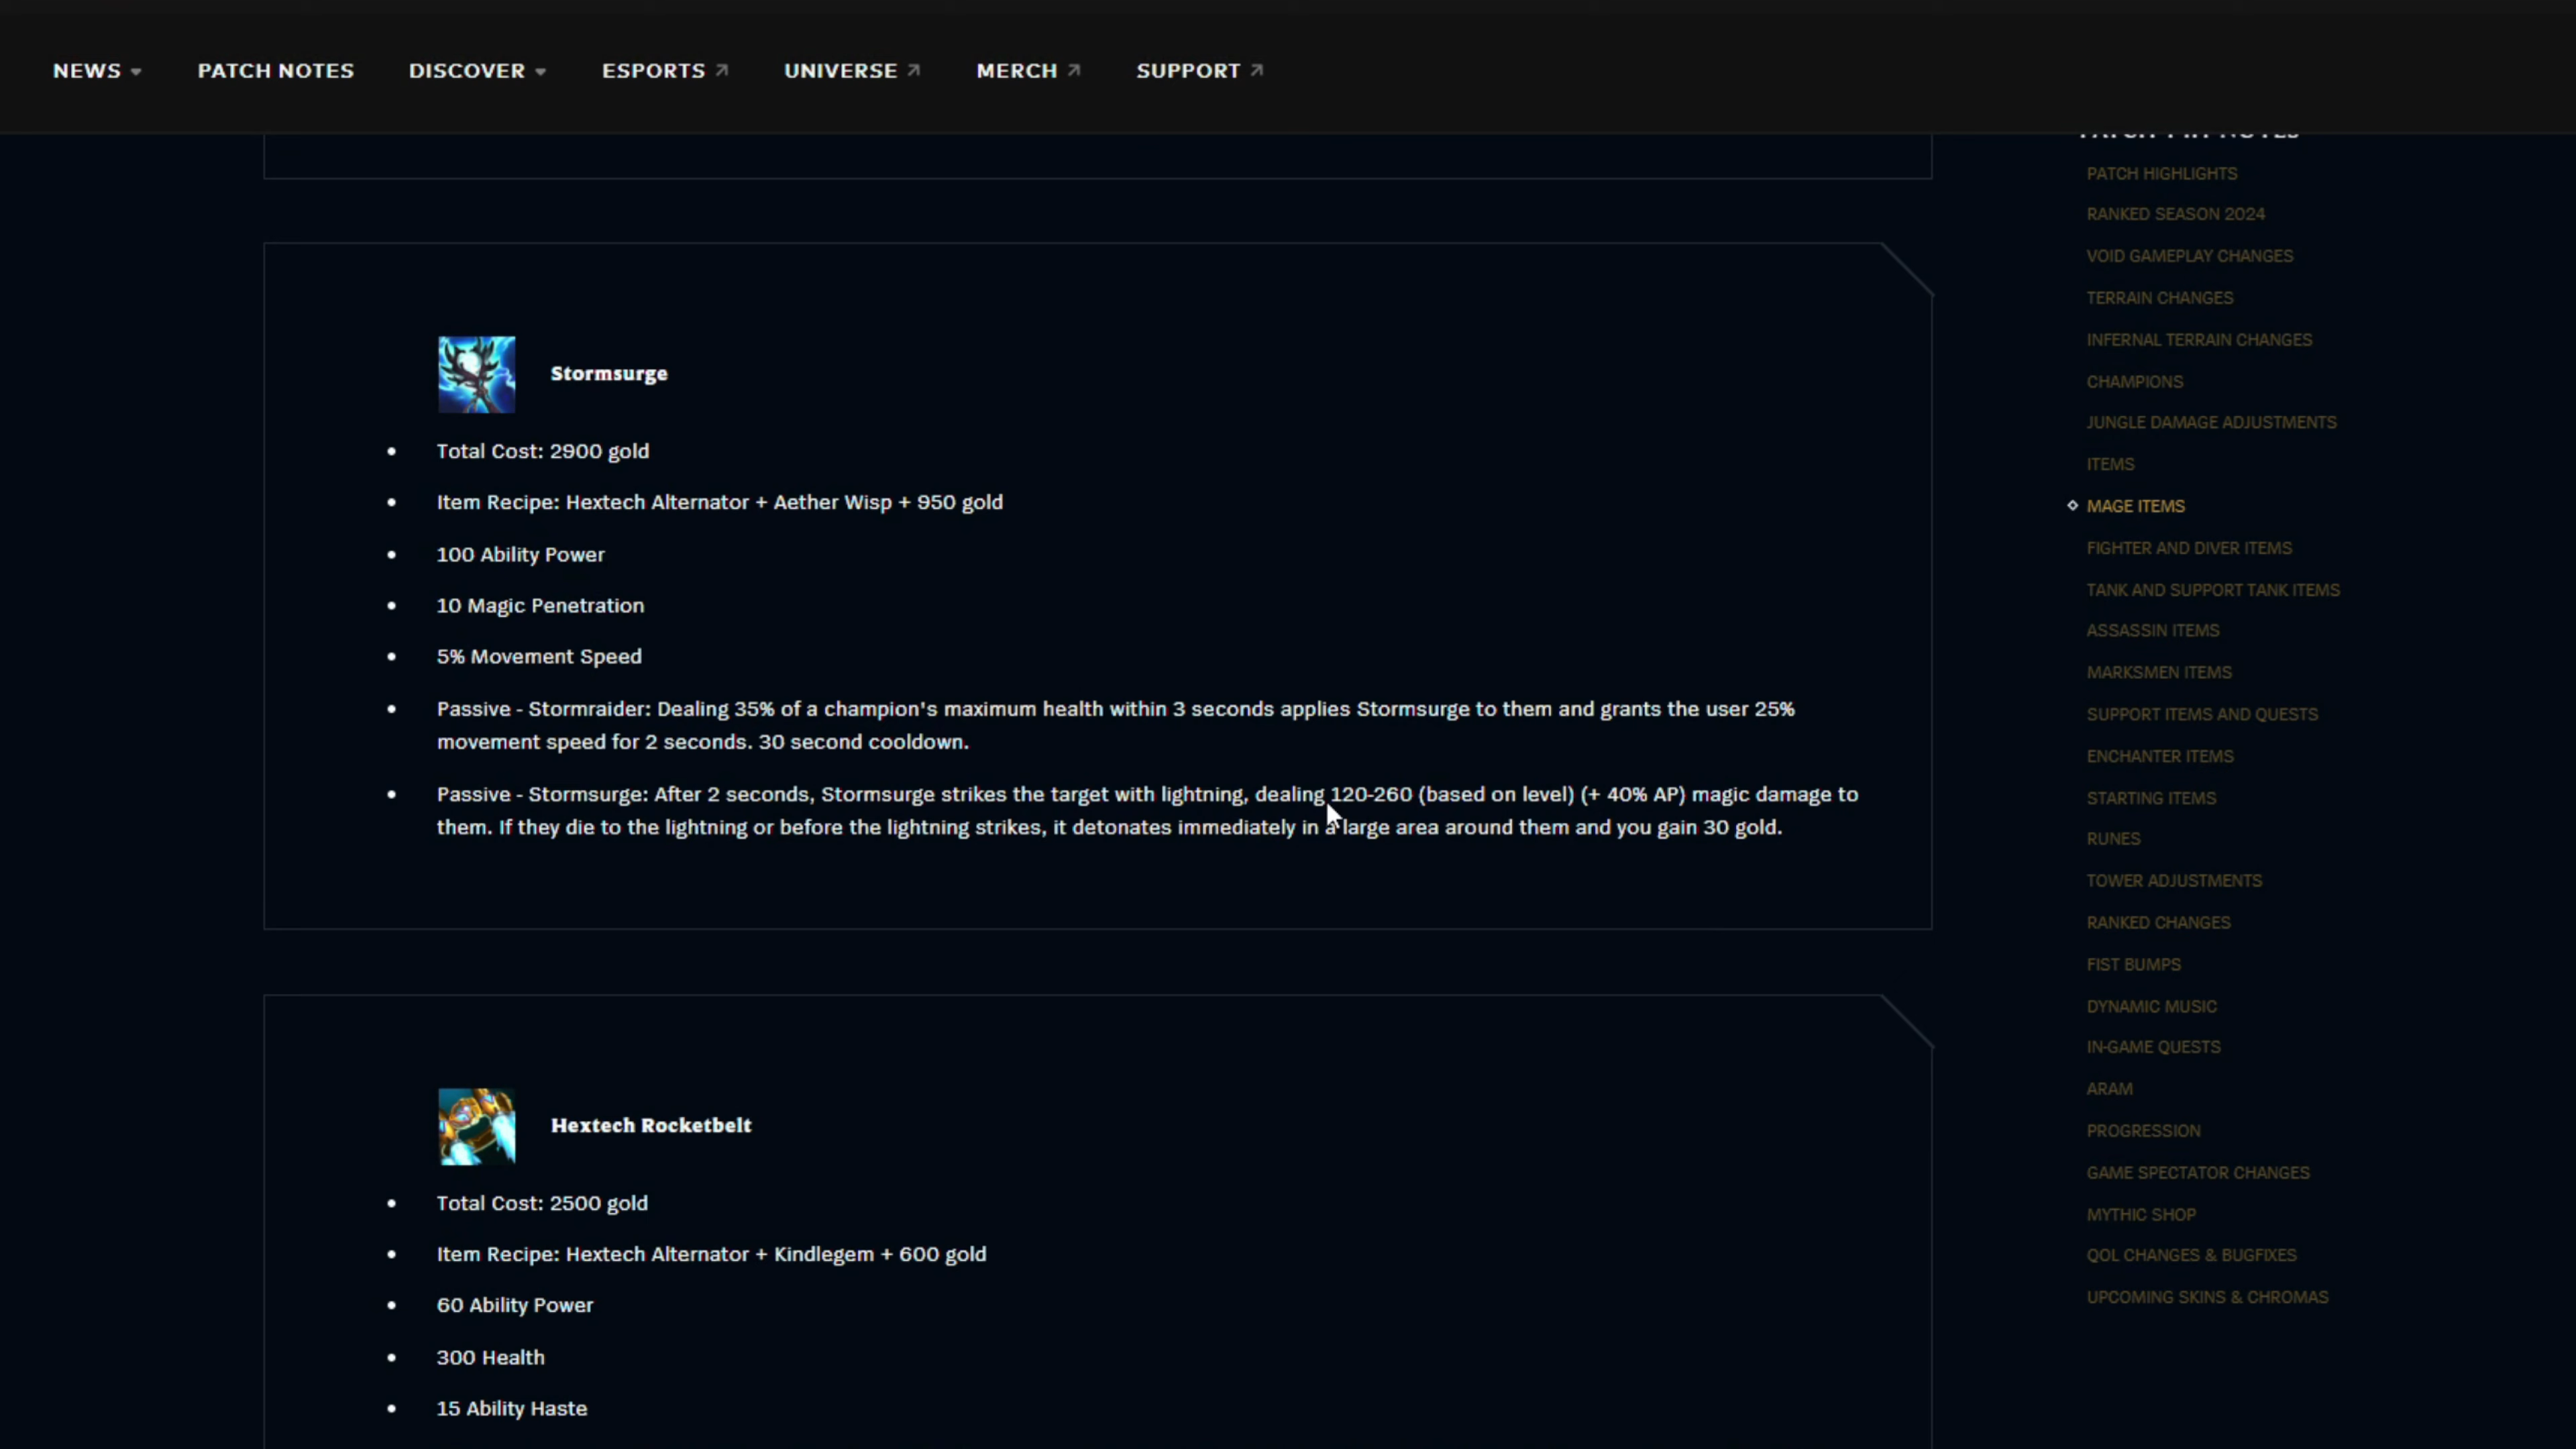 NEWS PATCH NOTES DISCOVER ESPORTS UNIVERSE MERCH SUPPORT
Stormsurge
Total Cost: 2900 gold
Item Recipe: Hextech Alternator + Aether Wisp + 950 gold
100 Ability Power
10 Magic Penetration
5% Movement Speed
Passive - Stormraider: Dealing 35% of a champion's maximum health within 3 seconds applies Stormsurge to them and grants the user 25%
movement speed for 2 seconds. 30 second cooldown.
Passive - Stormsurge: After 2 seconds, Stormsurge strikes the target with lightning, dealing 120-260 (based on level) (+ 40% AP) magic damage to
them. If they die to the lightning or before the lightning strikes, it detonates immediately in a large area around them and you gain 30 gold.
Hextech Rocketbelt
Total Cost: 2500 gold
Item Recipe: Hextech Alternator + Kindlegem + 600 gold
60 Ability Power
300 Health
15 Ability Haste
PATCH HIGHLIGHTS
RANKED SEASON 2024
VOID GAMEPLAY CHANGES
TERRAIN CHANGES
INFERNAL TERRAIN CHANGES
CHAMPIONS
JUNGLE DAMAGE ADJUSTMENTS
ITEMS
MAGE ITEMS
FIGHTER AND DIVER ITEMS
TANK AND SUPPORT TANK ITEMS
ASSASSIN ITEMS
MARKSMEN ITEMS
SUPPORT ITEMS AND QUESTS
ENCHANTER ITEMS
STARTING ITEMS
RUNES
TOWER ADJUSTMENTS
RANKED CHANGES
FIST BUMPS
DYNAMIC MUSIC
IN-GAME QUESTS
ARAM
PROGRESSION
GAME SPECTATOR CHANGES
MYTHIC SHOP
QOL CHANGES & BUGFIXES
UPCOMING SKINS & CHROMAS